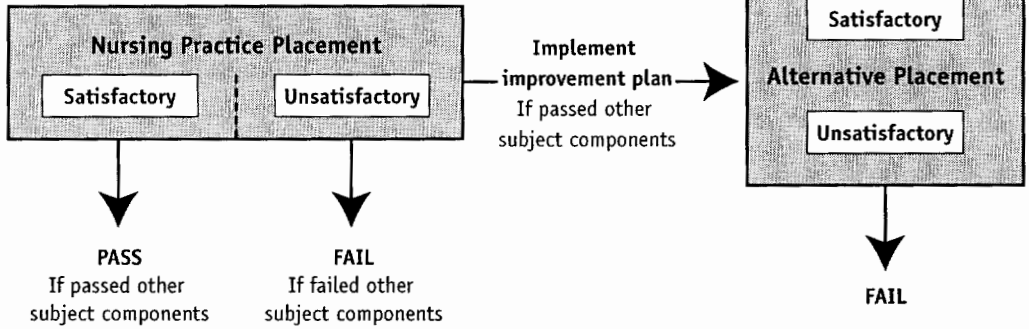 Nursing Practice Placement
Satisfactory
Unsatisfactory
PASS
If passed other
subject components
FAIL
If failed other
subject components
Implement
improvement plan
If passed other
subject components
Satisfactory
Alternative Placement
Unsatisfactory
FAIL